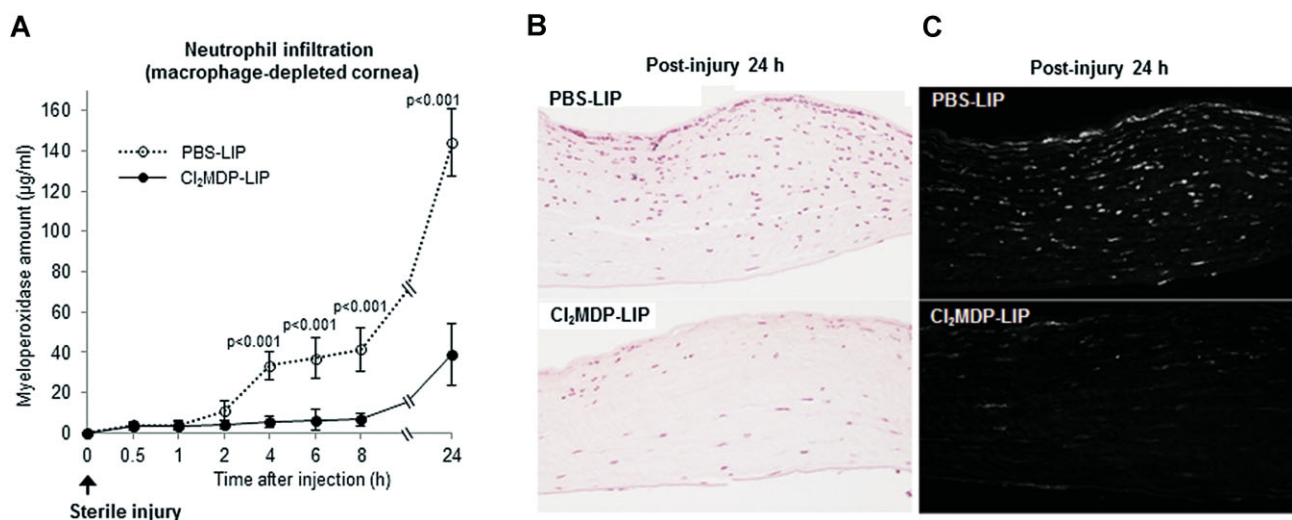 A
Neutrophil infiltration
(macrophage-depleted cornea)
Myeloperoxidase amount (µg/ml)
160
140
120
100
80
60
40
20
0
PBS-LIP
Cl₂MDP-LIP
p<0.001
p<0.001
p<0.001
p<0.001
0 0.5 1 2 4 6 8 24
Time after injection (h)
Sterile injury
B
Post-injury 24 h
PBS-LIP
Cl₂MDP-LIP
C
Post-injury 24 h
PBS-LIP
Cl₂MDP-LIP